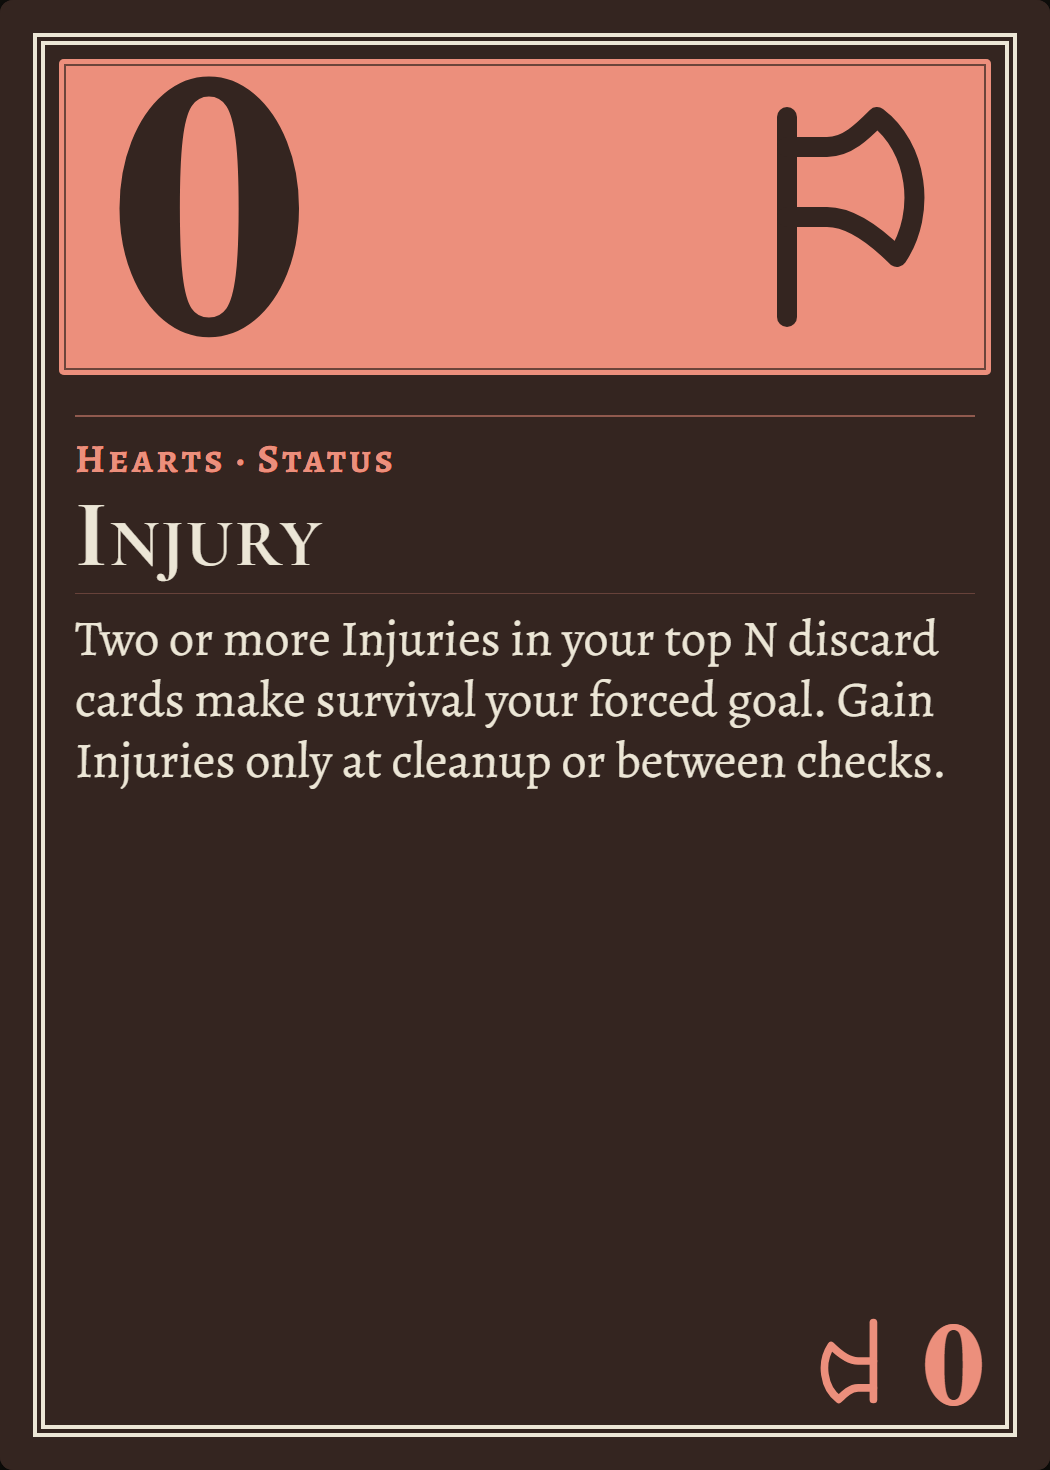 0
Hearts · Status
Injury
Two or more Injuries in your top N discard
cards make survival your forced goal. Gain
Injuries only at cleanup or between checks.
0